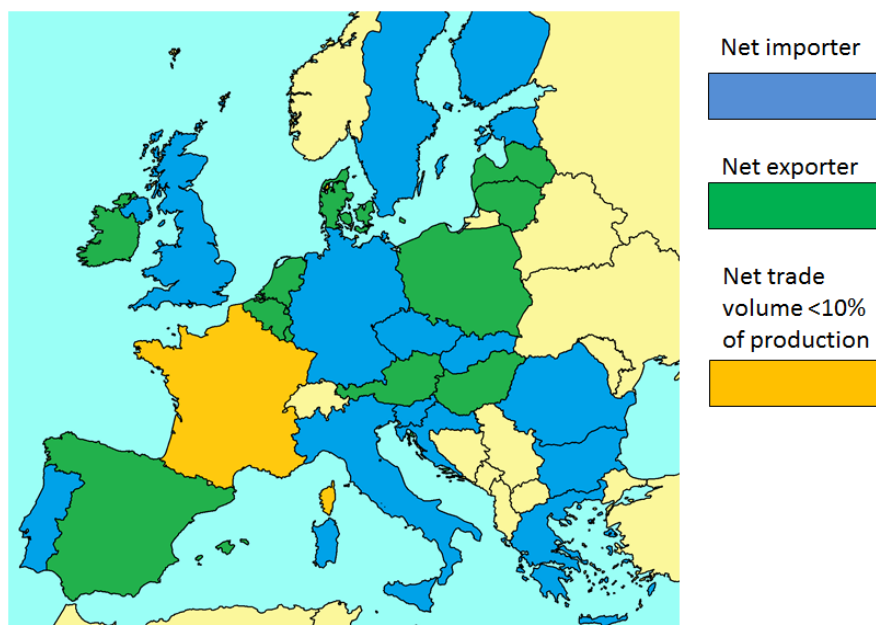 Net importer
Net exporter
Net trade
volume <10%
of production